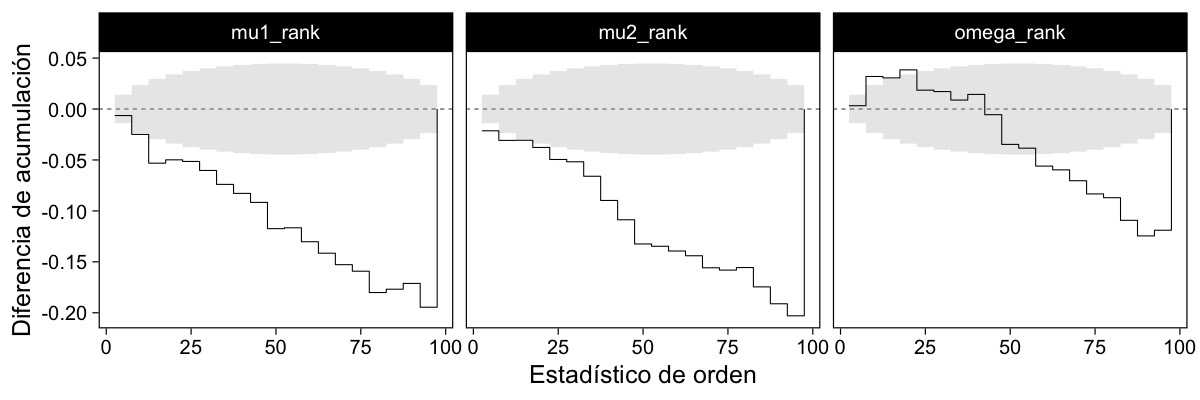 mu1_rank mu2_rank omega_rank
Diferencia de acumulación
0.05
0.00
-0.05
-0.10
-0.15
-0.20
0 25 50 75 100 0 25 50 75 100 0 25 50 75 100
Estadístico de orden